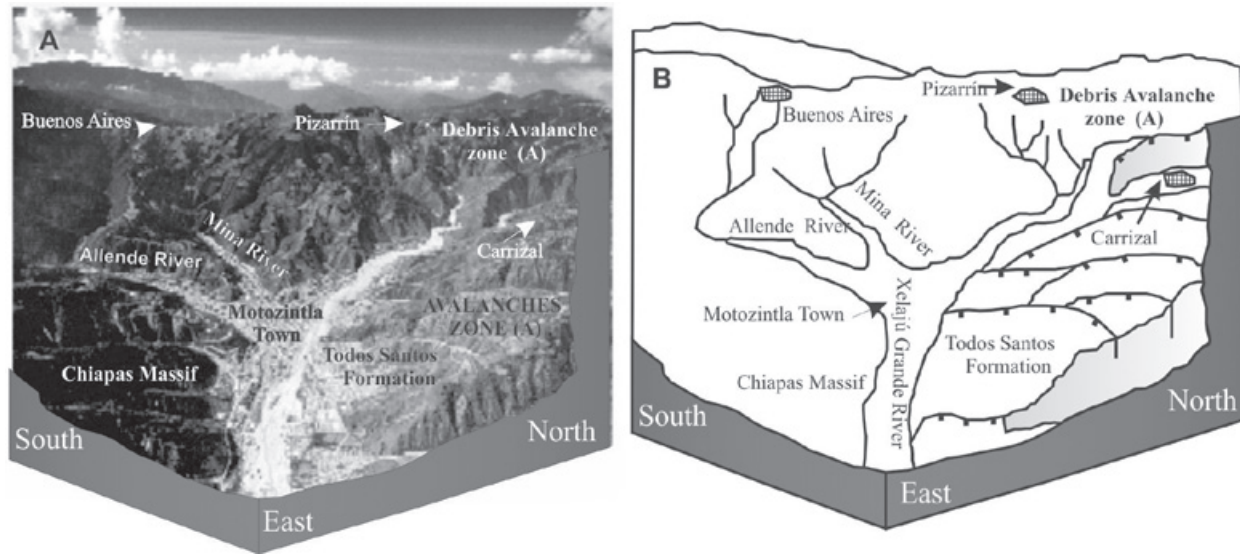 A
Buenos Aires
Pizarrín
Debris Avalanche
zone (A)
Mina River
Allende River
Carrizal
Motozintla
Town
AVALANCHES
ZONE (A)
Todos Santos
Formation
Chiapas Massif
South
North
East
B
Pizarrín
Buenos Aires
Debris Avalanche
zone (A)
Mina River
Allende River
Carrizal
Xelajú Grande River
Motozintla Town
Todos Santos
Formation
Chiapas Massif
South
North
East